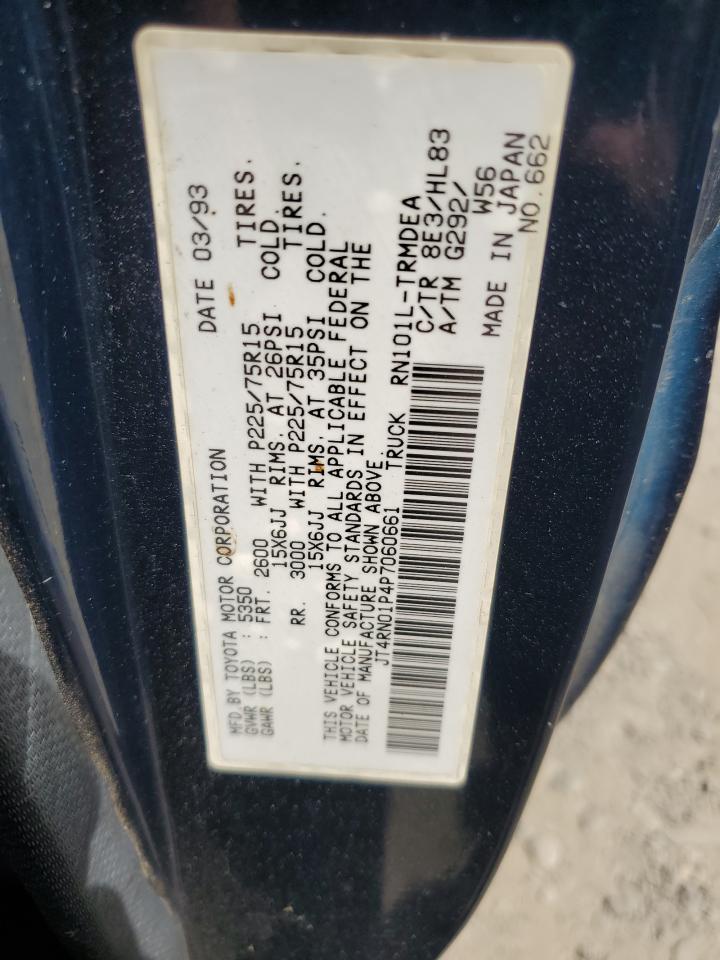 MFD. BY TOYOTA MOTOR CORPORATION DATE 03/93
GVWR (LBS) : 5350
GAWR (LBS) : FRT. 2600 WITH P225/75R15 TIRES.
15X6JJ RIMS. AT 26PSI COLD.
RR. 3000 WITH P225/75R15 TIRES.
15X6JJ RIMS. AT 35PSI COLD.
THIS VEHICLE CONFORMS TO ALL APPLICABLE FEDERAL
MOTOR VEHICLE SAFETY STANDARDS IN EFFECT ON THE
DATE OF MANUFACTURE SHOWN ABOVE.
JT4RN01P4P7060661 TRUCK RN101L-TRMDEA
C/TR 8E3/HL83
A/TM G292/
W56
MADE IN JAPAN
NO. 662